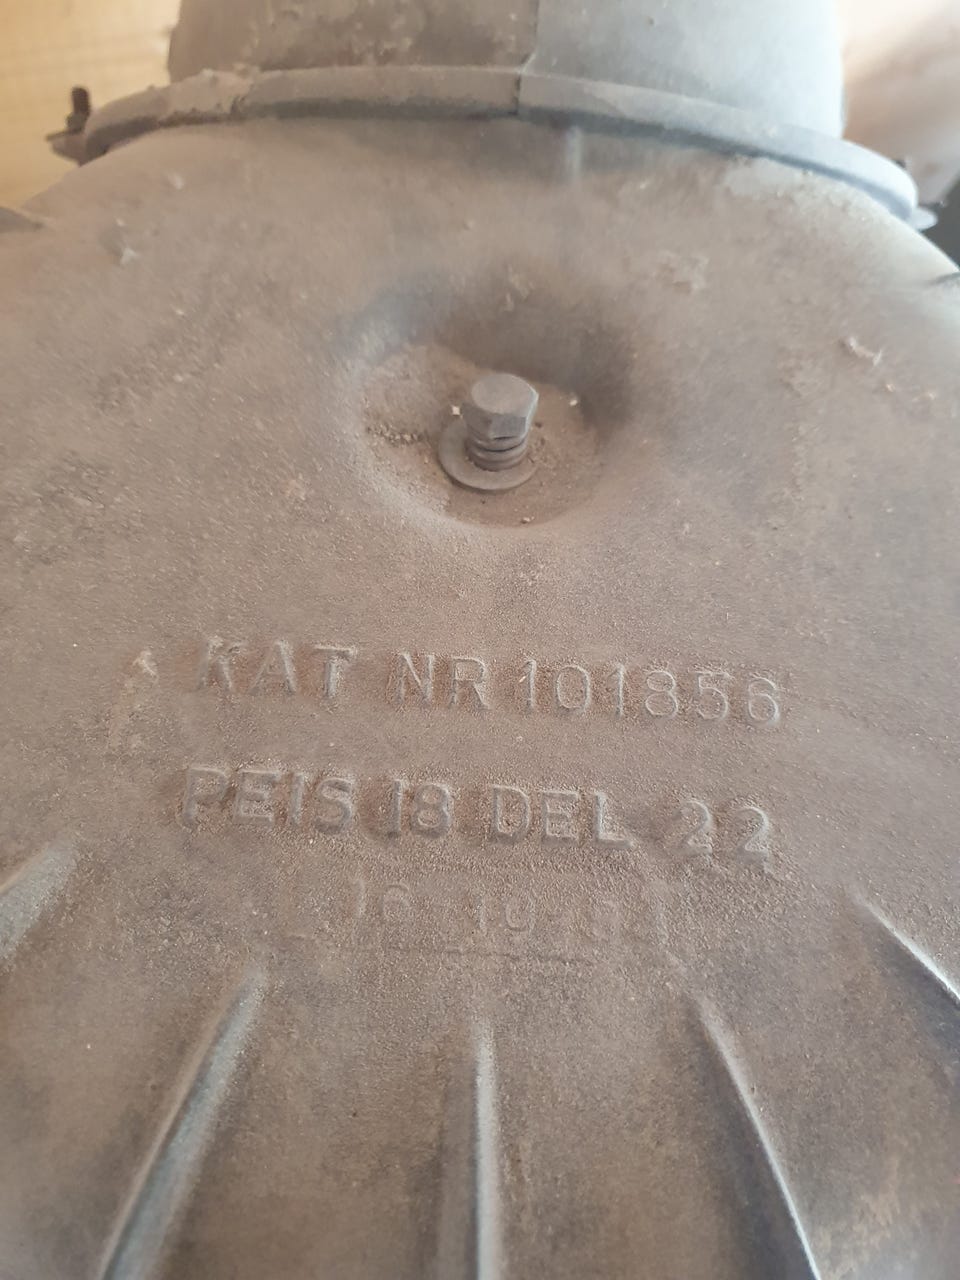 KAT NR 101856
PEIS 18 DEL 22